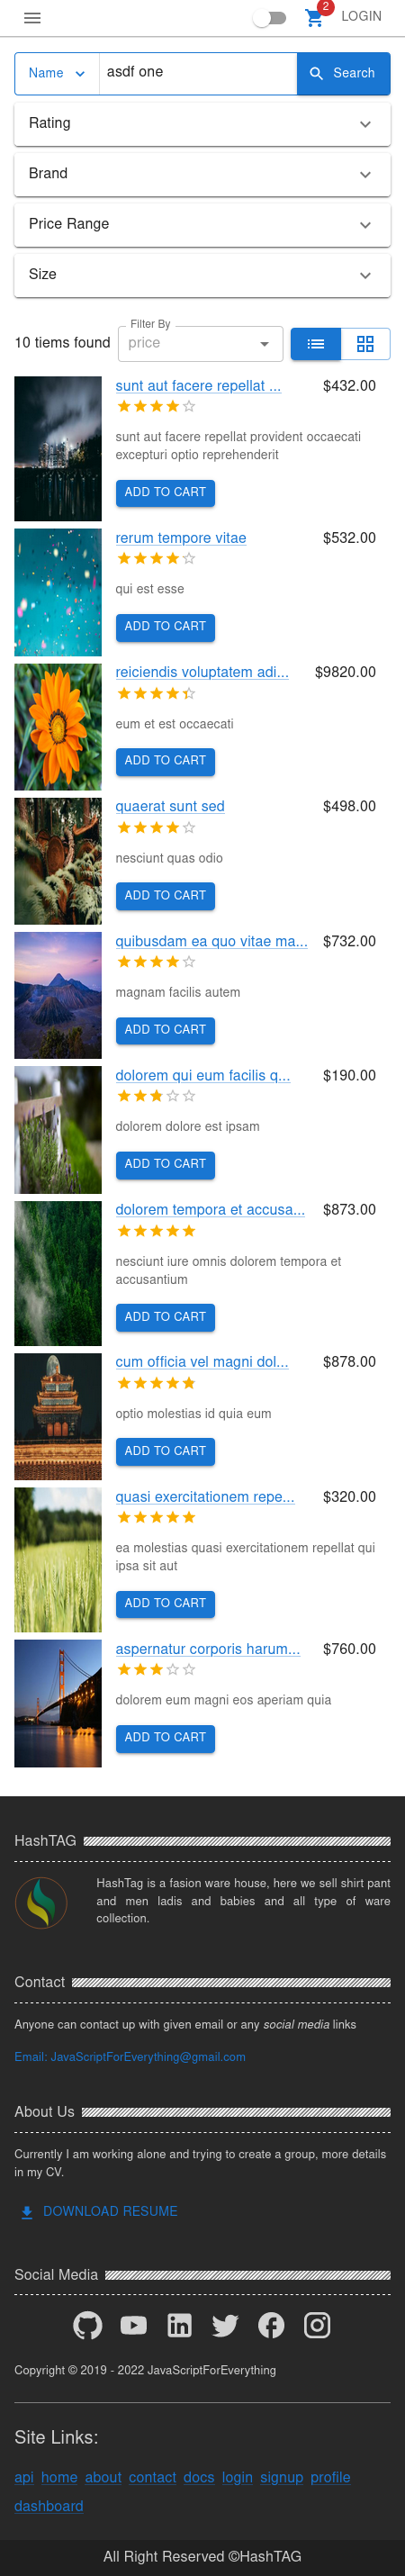 2
LOGIN
Name asdf one Search
Rating
Brand
Price Range
Size
10 tiems found Filter By price
sunt aut facere repellat ... $432.00
sunt aut facere repellat provident occaecati
excepturi optio reprehenderit
ADD TO CART
rerum tempore vitae $532.00
qui est esse
ADD TO CART
reiciendis voluptatem adi... $9820.00
eum et est occaecati
ADD TO CART
quaerat sunt sed $498.00
nesciunt quas odio
ADD TO CART
quibusdam ea quo vitae ma... $732.00
magnam facilis autem
ADD TO CART
dolorem qui eum facilis q... $190.00
dolorem dolore est ipsam
ADD TO CART
dolorem tempora et accusa... $873.00
nesciunt iure omnis dolorem tempora et
accusantium
ADD TO CART
cum officia vel magni dol... $878.00
optio molestias id quia eum
ADD TO CART
quasi exercitationem repe... $320.00
ea molestias quasi exercitationem repellat qui
ipsa sit aut
ADD TO CART
aspernatur corporis harum... $760.00
dolorem eum magni eos aperiam quia
ADD TO CART
HashTAG
HashTag is a fasion ware house, here we sell shirt pant
and men ladis and babies and all type of ware
collection.
Contact
Anyone can contact up with given email or any social media links
Email: JavaScriptForEverything@gmail.com
About Us
Currently I am working alone and trying to create a group, more details
in my CV.
DOWNLOAD RESUME
Social Media
Copyright © 2019 - 2022 JavaScriptForEverything
Site Links:
api home about contact docs login signup profile
dashboard
All Right Reserved ©HashTAG